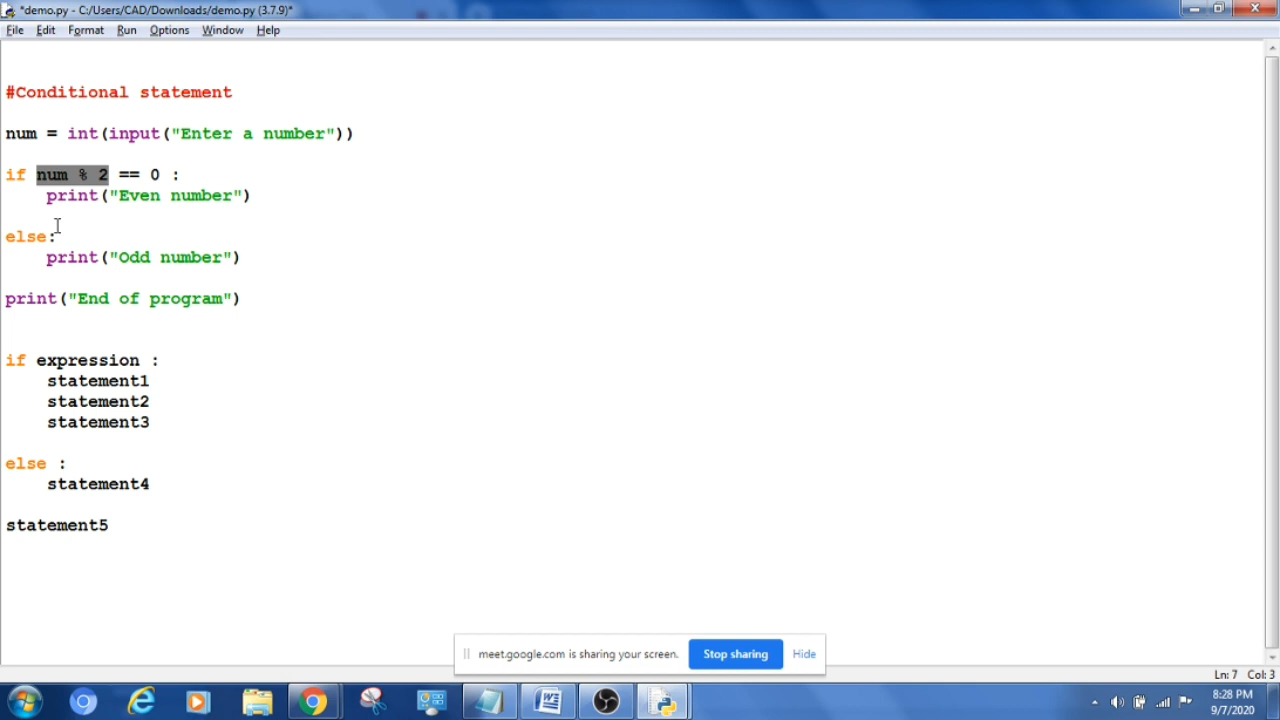 *demo.py - C:/Users/CAD/Downloads/demo.py (3.7.9)*
File Edit Format Run Options Window Help
#Conditional statement
num = int(input("Enter a number"))
if num % 2 == 0 :
    print("Even number")
else:
    print("Odd number")
print("End of program")
if expression :
    statement1
    statement2
    statement3
else :
    statement4
statement5
meet.google.com is sharing your screen. Stop sharing Hide
Ln: 7 Col: 3
8:28 PM
9/7/2020